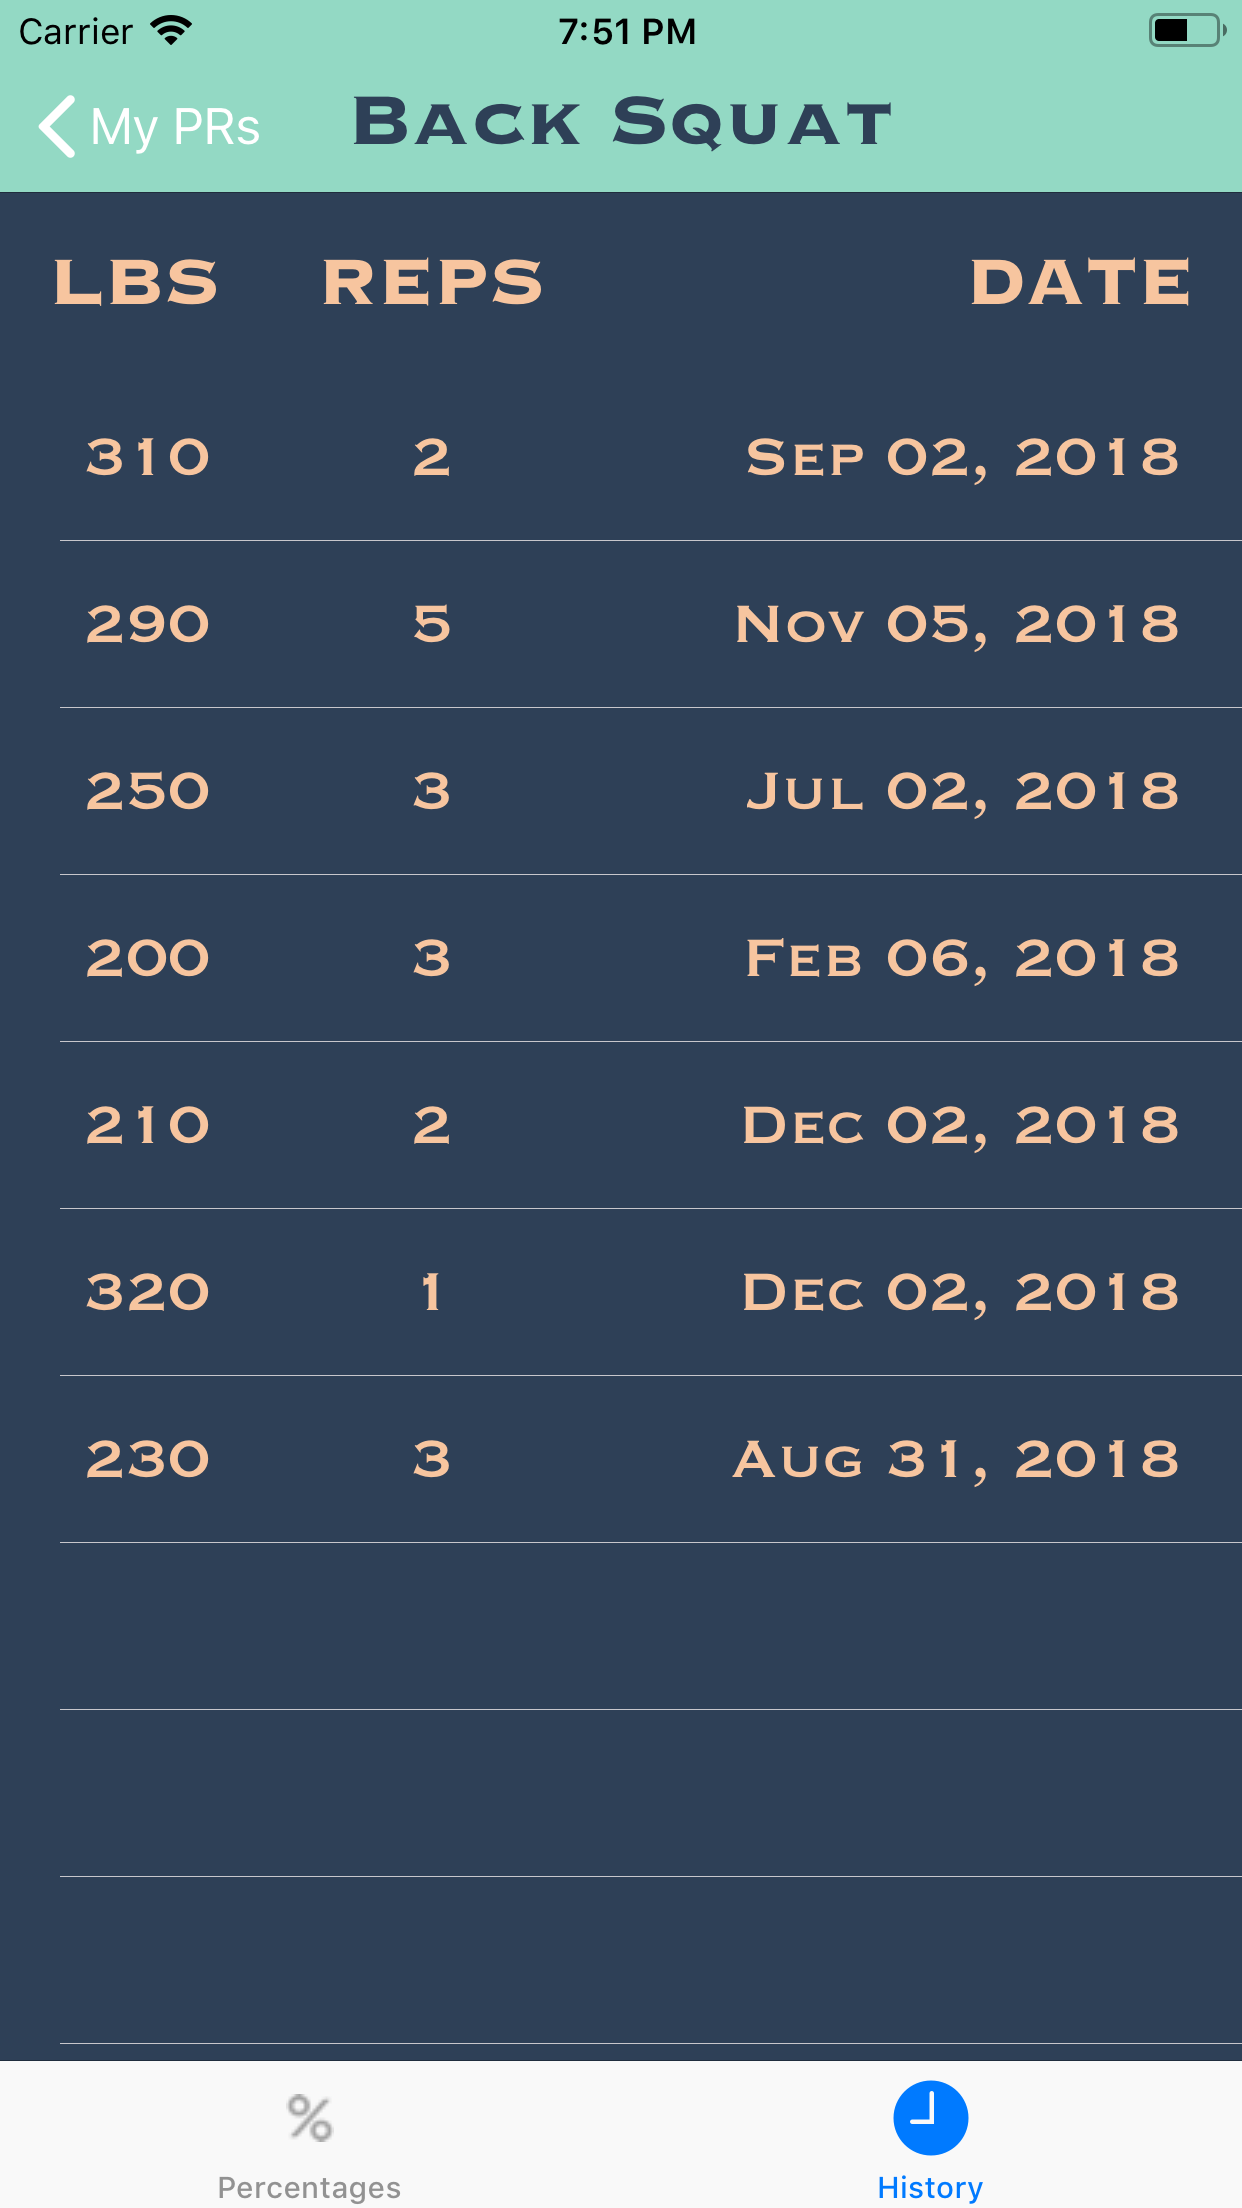 Carrier 7:51 PM
My PRs Back Squat
LBS REPS DATE
310 2 Sep 02, 2018
290 5 Nov 05, 2018
250 3 Jul 02, 2018
200 3 Feb 06, 2018
210 2 Dec 02, 2018
320 1 Dec 02, 2018
230 3 Aug 31, 2018
%
Percentages History